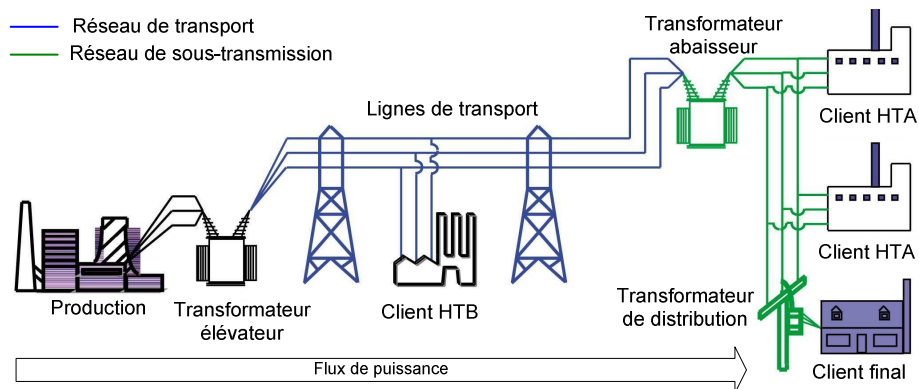 Réseau de transport
Réseau de sous-transmission
Transformateur
abaisseur
Lignes de transport
Client HTA
Client HTA
Production
Transformateur
élévateur
Client HTB
Transformateur
de distribution
Client final
Flux de puissance